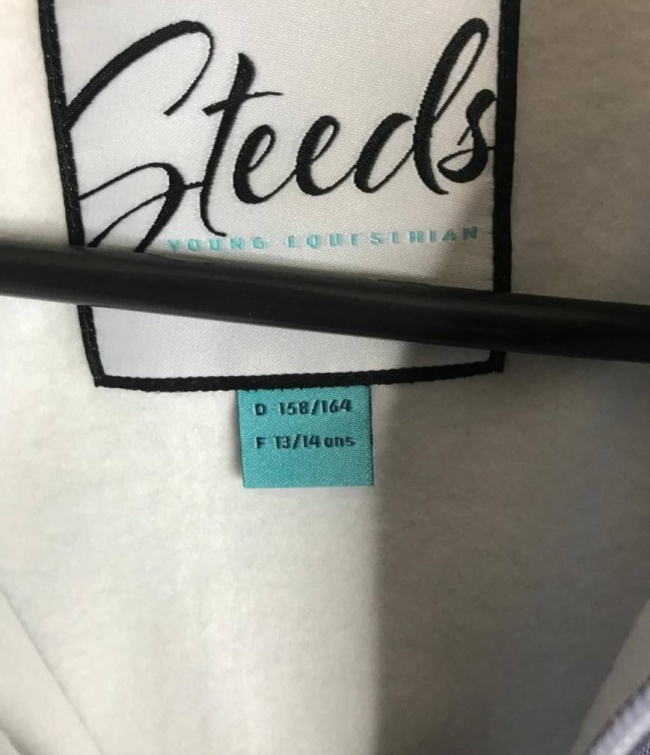 Steeds
YOUNG EQUESTRIAN
D 158/164
F 13/14 ans